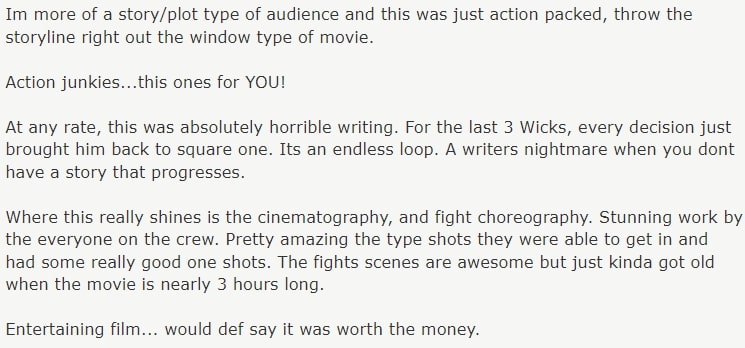 Im more of a story/plot type of audience and this was just action packed, throw the
storyline right out the window type of movie.
Action junkies...this ones for YOU!
At any rate, this was absolutely horrible writing. For the last 3 Wicks, every decision just
brought him back to square one. Its an endless loop. A writers nightmare when you dont
have a story that progresses.
Where this really shines is the cinematography, and fight choreography. Stunning work by
the everyone on the crew. Pretty amazing the type shots they were able to get in and
had some really good one shots. The fights scenes are awesome but just kinda got old
when the movie is nearly 3 hours long.
Entertaining film... would def say it was worth the money.